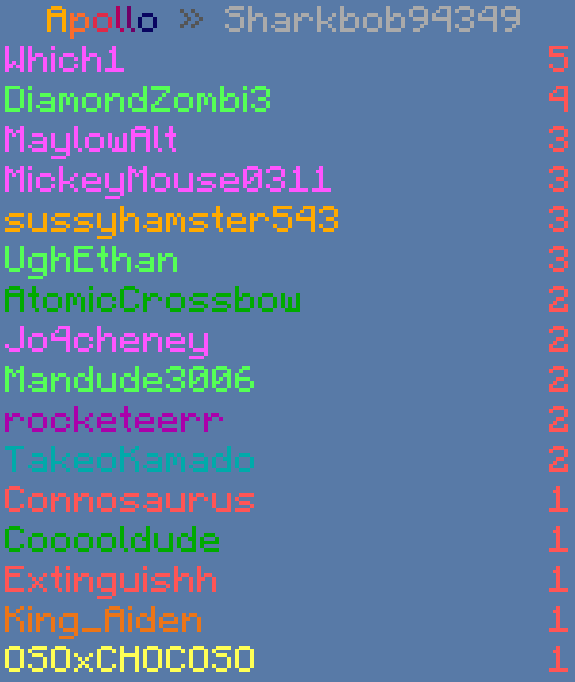 Apollo » Sharkbob94349
Which1 5
DiamondZombi3 4
MaylowAlt 3
MickeyMouse0311 3
sussyhamster543 3
UghEthan 3
AtomicCrossbow 2
Jo4cheney 2
Mandude3006 2
rocketeerr 2
TakeoKamado 2
Connosaurus 1
Cooooldude 1
Extinguishh 1
King_Aiden 1
OSOxCHOCOSO 1